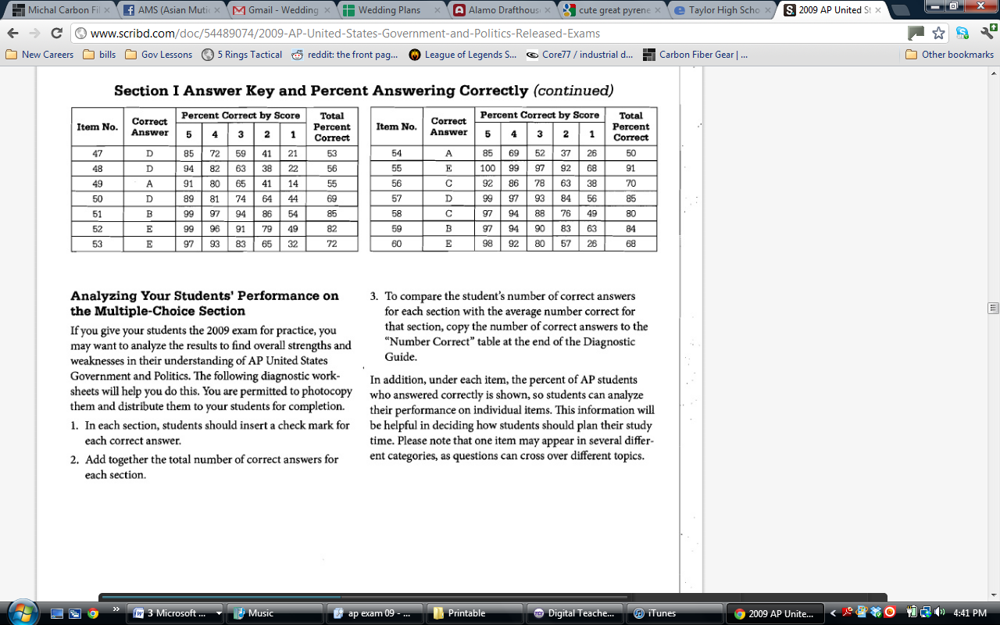 Michal Carbon Fi
AMS (Asian Muti
Gmail - Wedding
Wedding Plans
Alamo Drafthous
cute great pyrene
Taylor High Scho
2009 AP United St
www.scribd.com/doc/54489074/2009-AP-United-States-Government-and-Politics-Released-Exams
New Careers bills Gov Lessons 5 Rings Tactical reddit: the front pag... League of Legends S... Core77 / industrial d... Carbon Fiber Gear | ... Other bookmarks
Section I Answer Key and Percent Answering Correctly (continued)
Item No. Correct Answer Percent Correct by Score Total Percent Correct
5 4 3 2 1
47 D 85 72 59 41 21 53
48 D 94 82 63 38 22 56
49 A 91 80 65 41 14 55
50 D 89 81 74 64 44 69
51 B 99 97 94 86 54 85
52 E 99 96 91 79 49 82
53 E 97 93 83 65 32 72
Item No. Correct Answer Percent Correct by Score Total Percent Correct
5 4 3 2 1
54 A 85 69 52 37 26 50
55 E 100 99 97 92 68 91
56 C 92 86 78 63 38 70
57 D 99 97 93 84 56 85
58 C 97 94 88 76 49 80
59 B 97 94 90 83 63 84
60 E 98 92 80 57 26 68
Analyzing Your Students' Performance on
the Multiple-Choice Section
If you give your students the 2009 exam for practice, you
may want to analyze the results to find overall strengths and
weaknesses in their understanding of AP United States
Government and Politics. The following diagnostic work-
sheets will help you do this. You are permitted to photocopy
them and distribute them to your students for completion.
1. In each section, students should insert a check mark for
each correct answer.
2. Add together the total number of correct answers for
each section.
3. To compare the student's number of correct answers
for each section with the average number correct for
that section, copy the number of correct answers to the
"Number Correct" table at the end of the Diagnostic
Guide.
In addition, under each item, the percent of AP students
who answered correctly is shown, so students can analyze
their performance on individual items. This information will
be helpful in deciding how students should plan their study
time. Please note that one item may appear in several differ-
ent categories, as questions can cross over different topics.
3 Microsoft ... Music ap exam 09 - ... Printable Digital Teache... iTunes 2009 AP Unite... 4:41 PM